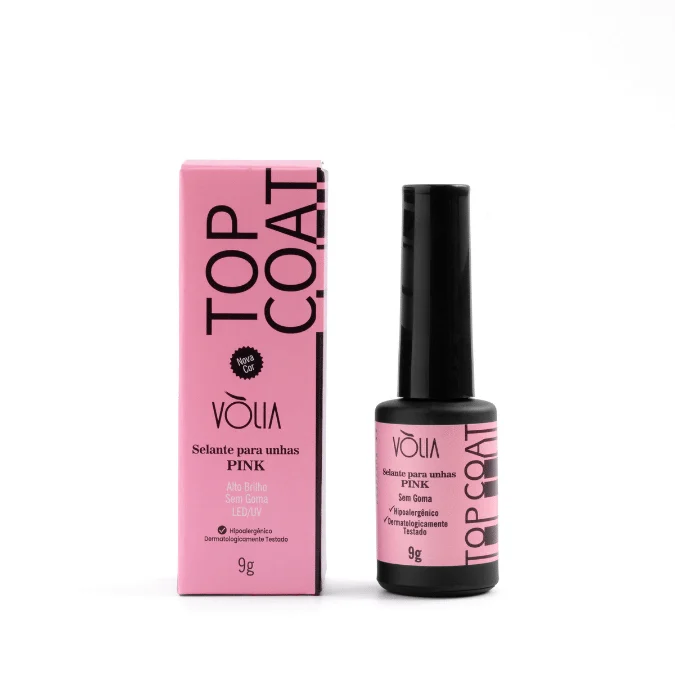 TOP
COAT
Nova
Cor
VÒLIA
Selante para unhas
PINK
Alto Brilho
Sem Goma
LED/UV
Hipoalergênico
Dermatologicamente Testado
9g
VÒLIA
Selante para unhas
PINK
Sem Goma
Hipoalergênico
Dermatologicamente
Testado
9g
TOP COAT